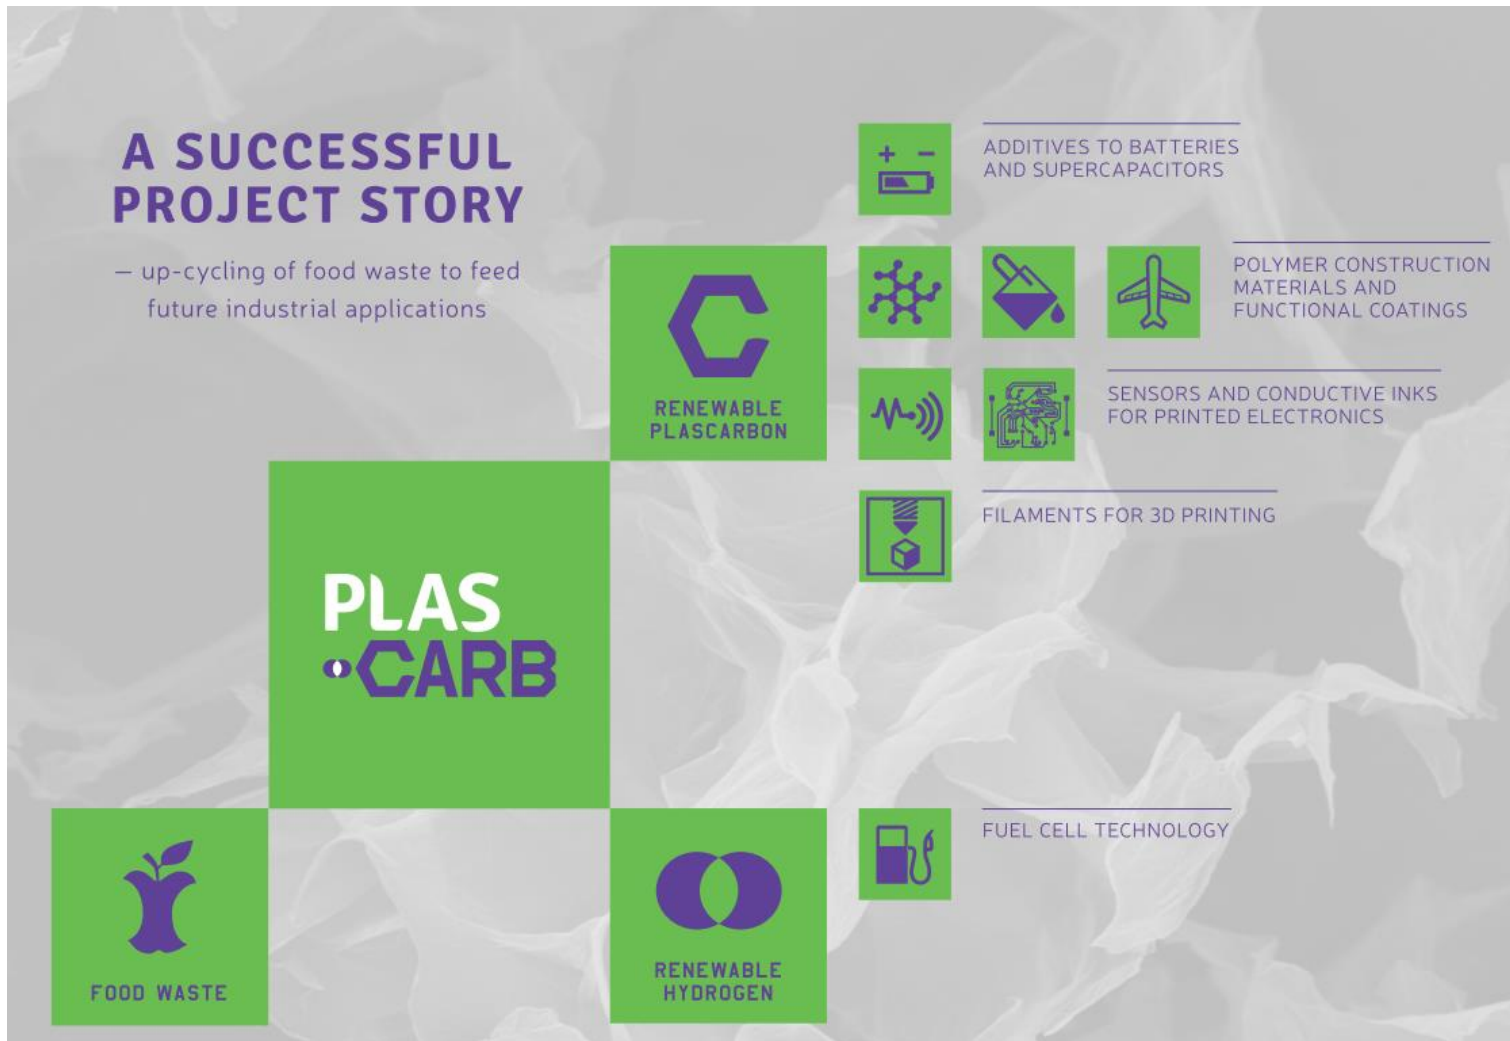 A SUCCESSFUL
PROJECT STORY
– up-cycling of food waste to feed
future industrial applications
RENEWABLE
PLASCARBON
ADDITIVES TO BATTERIES
AND SUPERCAPACITORS
POLYMER CONSTRUCTION
MATERIALS AND
FUNCTIONAL COATINGS
SENSORS AND CONDUCTIVE INKS
FOR PRINTED ELECTRONICS
FILAMENTS FOR 3D PRINTING
PLAS
CARB
FOOD WASTE
RENEWABLE
HYDROGEN
FUEL CELL TECHNOLOGY